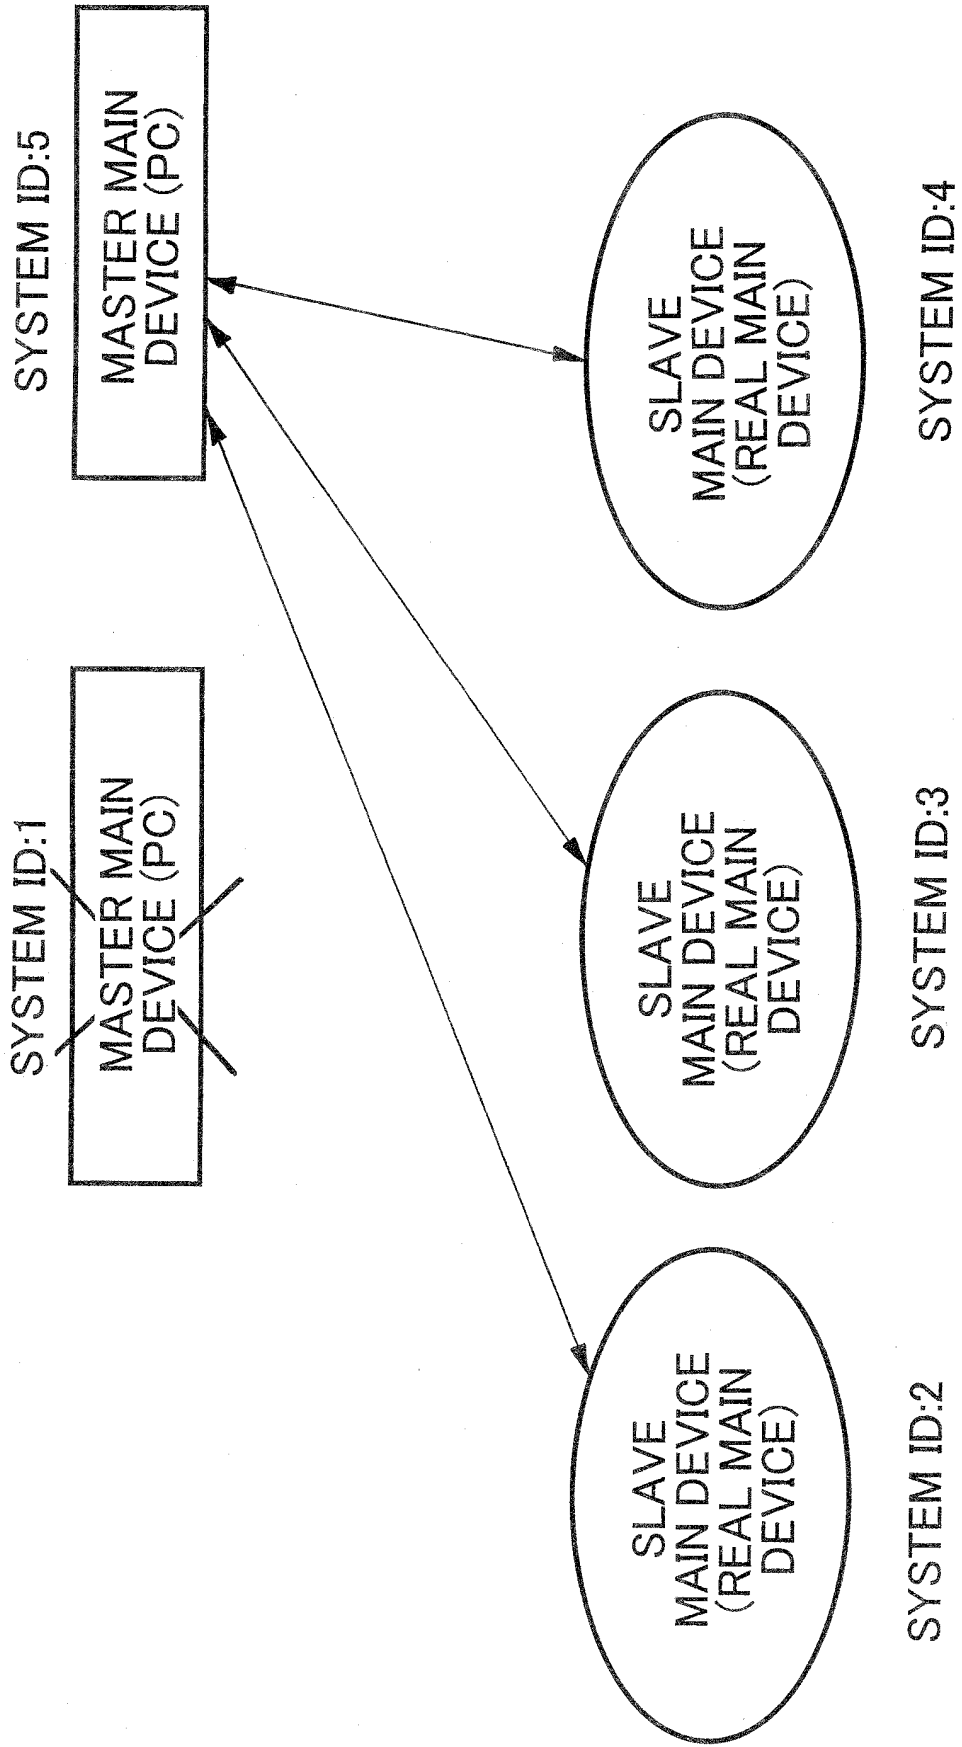 SYSTEM ID:1
MASTER MAIN
DEVICE (PC)
SYSTEM ID:5
MASTER MAIN
DEVICE (PC)
SLAVE
MAIN DEVICE
(REAL MAIN
DEVICE)
SYSTEM ID:2
SLAVE
MAIN DEVICE
(REAL MAIN
DEVICE)
SYSTEM ID:3
SLAVE
MAIN DEVICE
(REAL MAIN
DEVICE)
SYSTEM ID:4